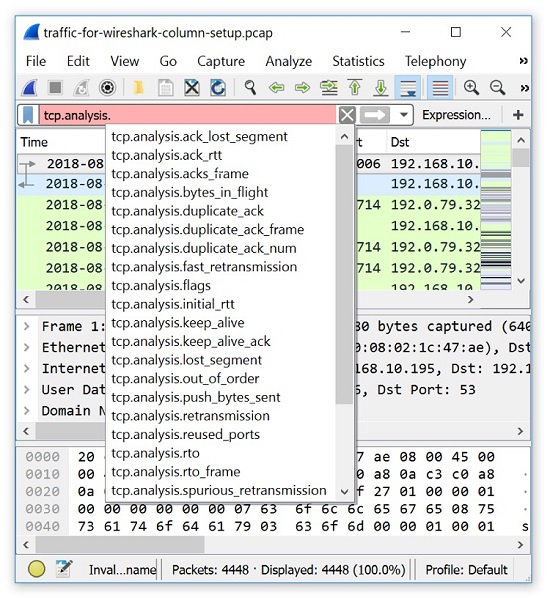 traffic-for-wireshark-column-setup.pcap
File Edit View Go Capture Analyze Statistics Telephony »
tcp.analysis. Expression... +
Time t Dst
2018-08 006 192.168.10.
2018-08 192.168.10.
2018-08 714 192.0.79.32
2018-08 192.168.10.
2018-08 714 192.0.79.32
2018-08 714 192.0.79.32
2018-08 192.168.10.
tcp.analysis.ack_lost_segment
tcp.analysis.ack_rtt
tcp.analysis.acks_frame
tcp.analysis.bytes_in_flight
tcp.analysis.duplicate_ack
tcp.analysis.duplicate_ack_frame
tcp.analysis.duplicate_ack_num
tcp.analysis.fast_retransmission
tcp.analysis.flags
tcp.analysis.initial_rtt
tcp.analysis.keep_alive
tcp.analysis.keep_alive_ack
tcp.analysis.lost_segment
tcp.analysis.out_of_order
tcp.analysis.push_bytes_sent
tcp.analysis.retransmission
tcp.analysis.reused_ports
tcp.analysis.rto
tcp.analysis.rto_frame
tcp.analysis.spurious_retransmission
Frame 1: 80 bytes captured (640
Ethernet 0:08:02:1c:47:ae), Dst
Internet 10.195, Dst: 192.1
User Dat 6, Dst Port: 53
Domain N
0000 20 7 ae 08 00 45 00
0010 00 0 a8 0a c3 c0 a8
0020 0a f 27 01 00 00 01
0030 00 00 00 00 00 00 07 63 6f 6c 6c 65 67 65 08 75
0040 73 61 74 6f 64 61 79 03 63 6f 6d 00 00 01 00 01 s
Inval...name Packets: 4448 · Displayed: 4448 (100.0%) Profile: Default